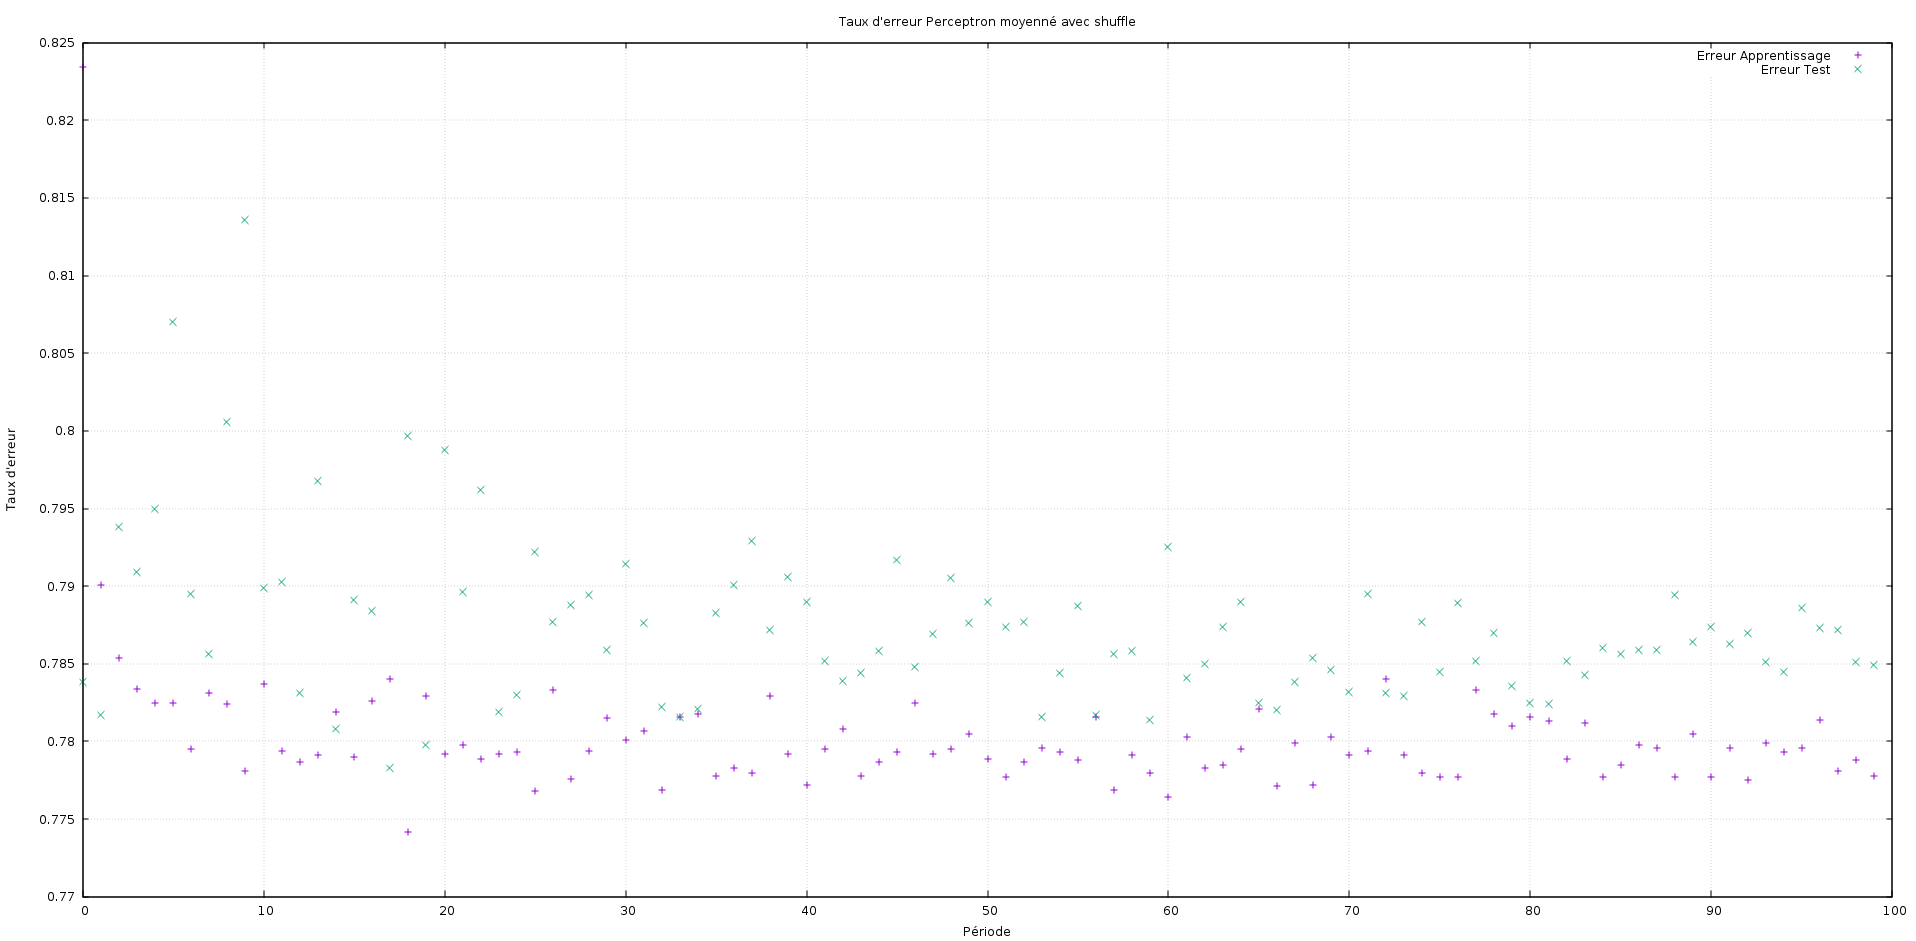 Taux d'erreur Perceptron moyenné avec shuffle
Erreur Apprentissage
Erreur Test
Taux d'erreur
0.825
0.82
0.815
0.81
0.805
0.8
0.795
0.79
0.785
0.78
0.775
0.77
0 10 20 30 40 50 60 70 80 90 100
Période